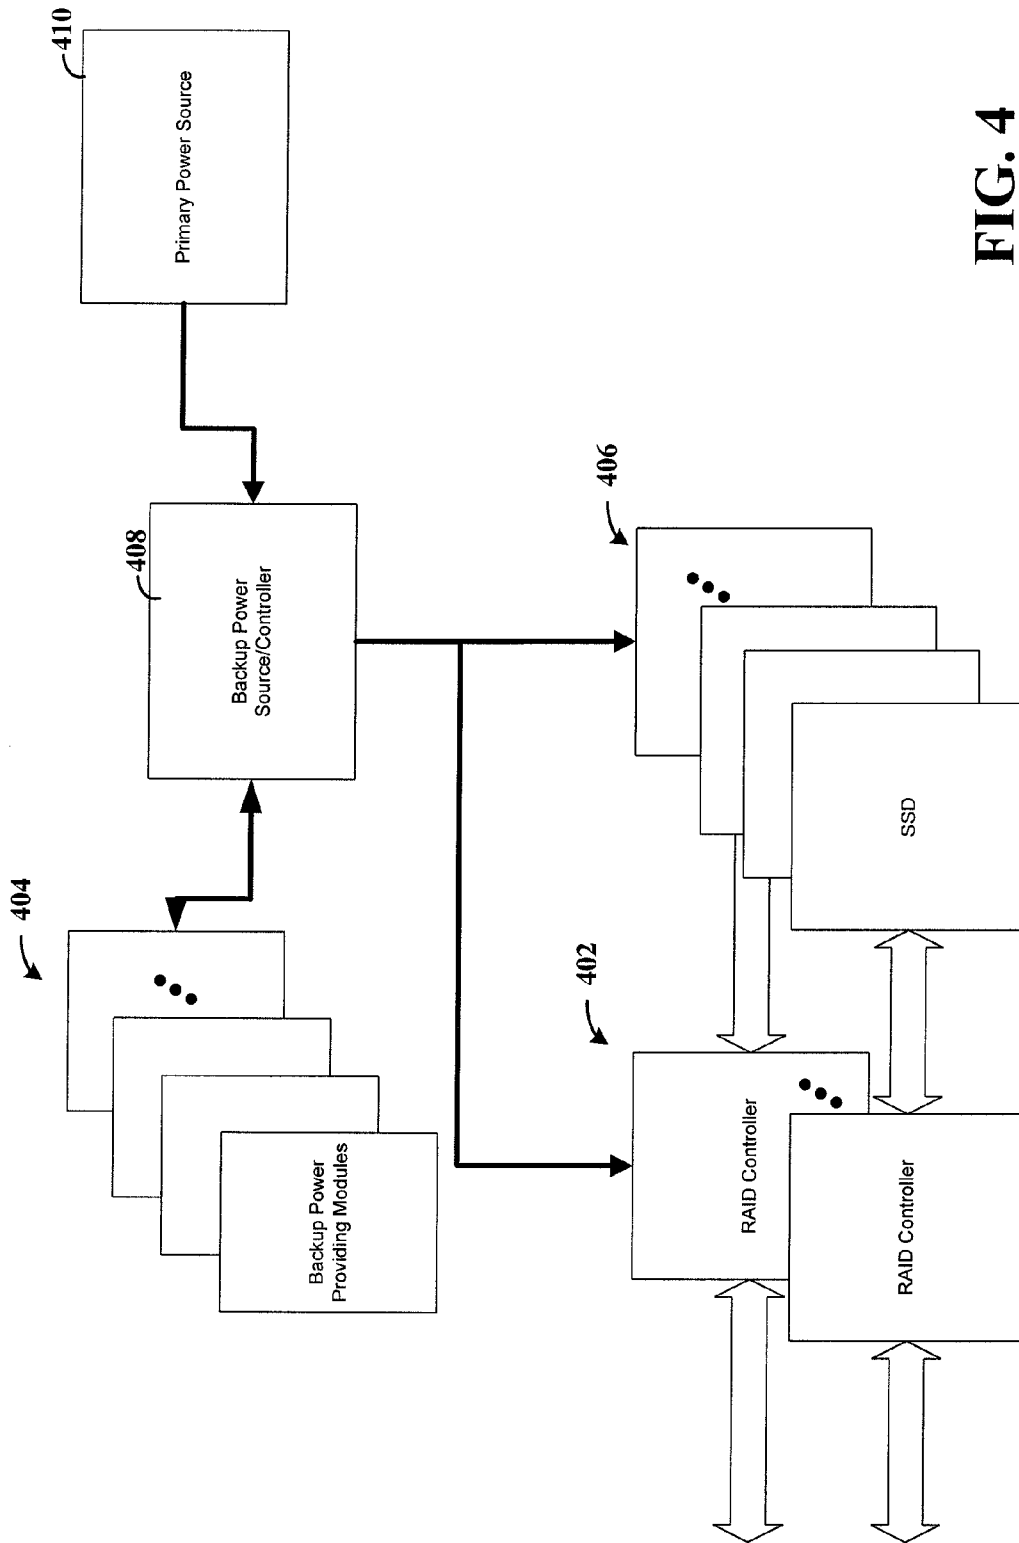 404
Backup Power
Providing Modules
408
Backup Power
Source/Controller
410
Primary Power Source
402
RAID Controller
RAID Controller
406
SSD
FIG. 4